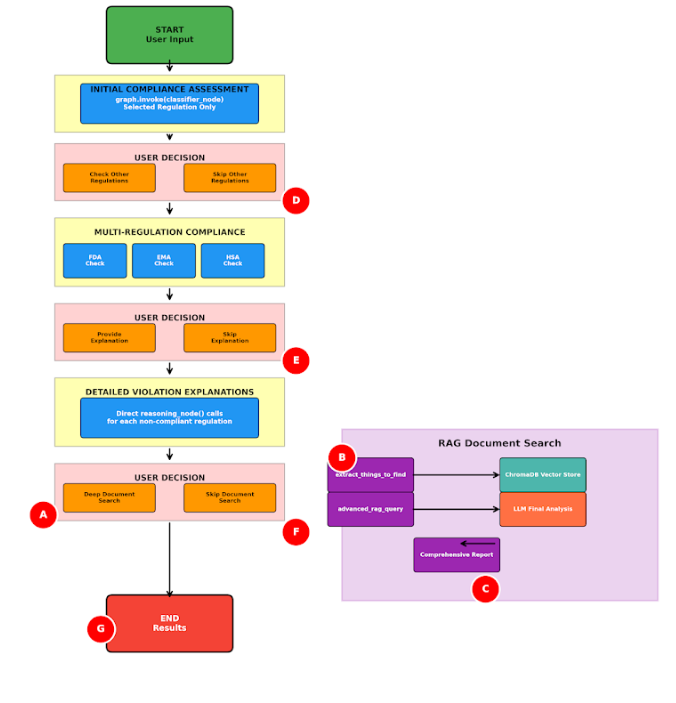 START
User Input
INITIAL COMPLIANCE ASSESSMENT
graph.invoke(classifier_node)
Selected Regulation Only
USER DECISION
Check Other
Regulations
Skip Other
Regulations
D
MULTI-REGULATION COMPLIANCE
FDA
Check
EMA
Check
HSA
Check
USER DECISION
Provide
Explanation
Skip
Explanation
E
DETAILED VIOLATION EXPLANATIONS
Direct reasoning_node() calls
for each non-compliant regulation
USER DECISION
Deep Document
Search
Skip Document
Search
A
F
END
Results
G
RAG Document Search
B
extract_things_to_find
ChromaDB Vector Store
advanced_rag_query
LLM Final Analysis
Comprehensive Report
C